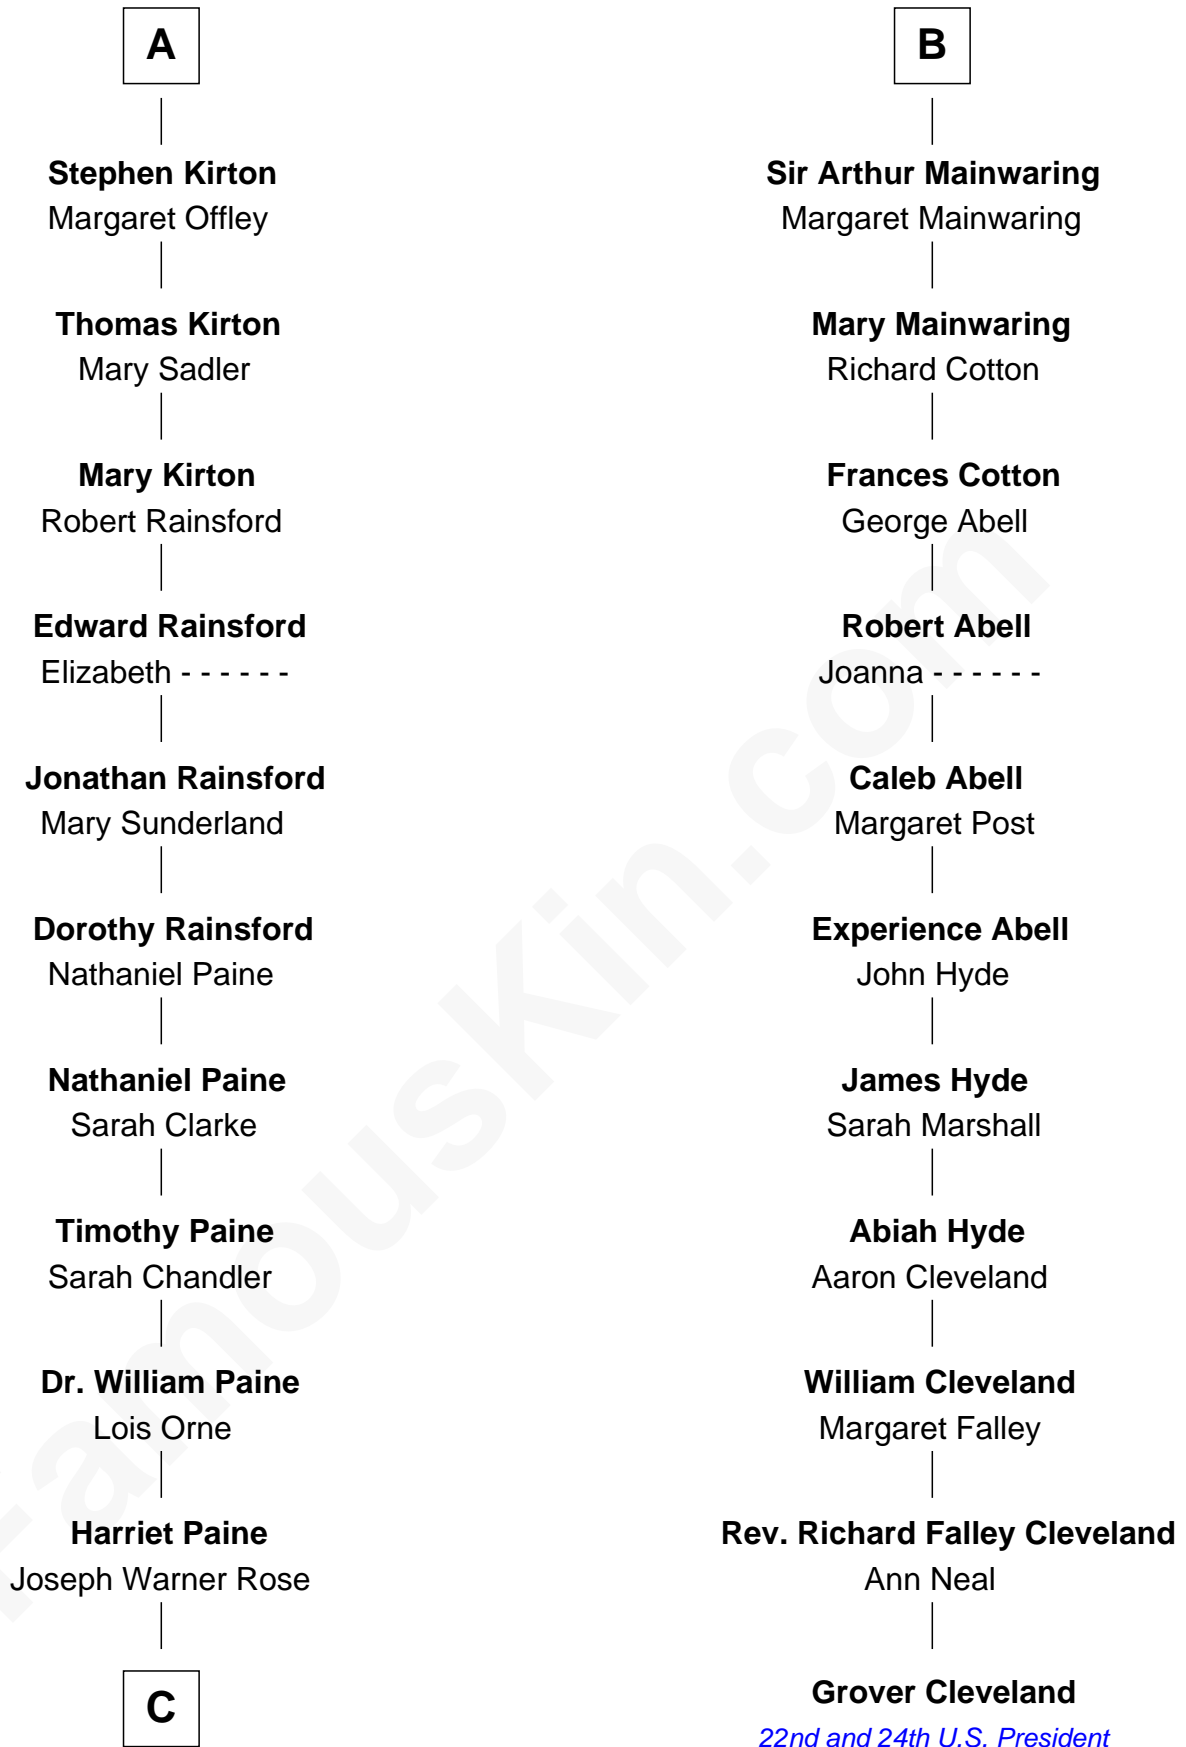 A
Stephen Kirton
Margaret Offley
Thomas Kirton
Mary Sadler
Mary Kirton
Robert Rainsford
Edward Rainsford
Elizabeth - - - - - -
Jonathan Rainsford
Mary Sunderland
Dorothy Rainsford
Nathaniel Paine
Nathaniel Paine
Sarah Clarke
Timothy Paine
Sarah Chandler
Dr. William Paine
Lois Orne
Harriet Paine
Joseph Warner Rose
C
B
Sir Arthur Mainwaring
Margaret Mainwaring
Mary Mainwaring
Richard Cotton
Frances Cotton
George Abell
Robert Abell
Joanna - - - - - -
Caleb Abell
Margaret Post
Experience Abell
John Hyde
James Hyde
Sarah Marshall
Abiah Hyde
Aaron Cleveland
William Cleveland
Margaret Falley
Rev. Richard Falley Cleveland
Ann Neal
Grover Cleveland
22nd and 24th U.S. President
FamousKin.com